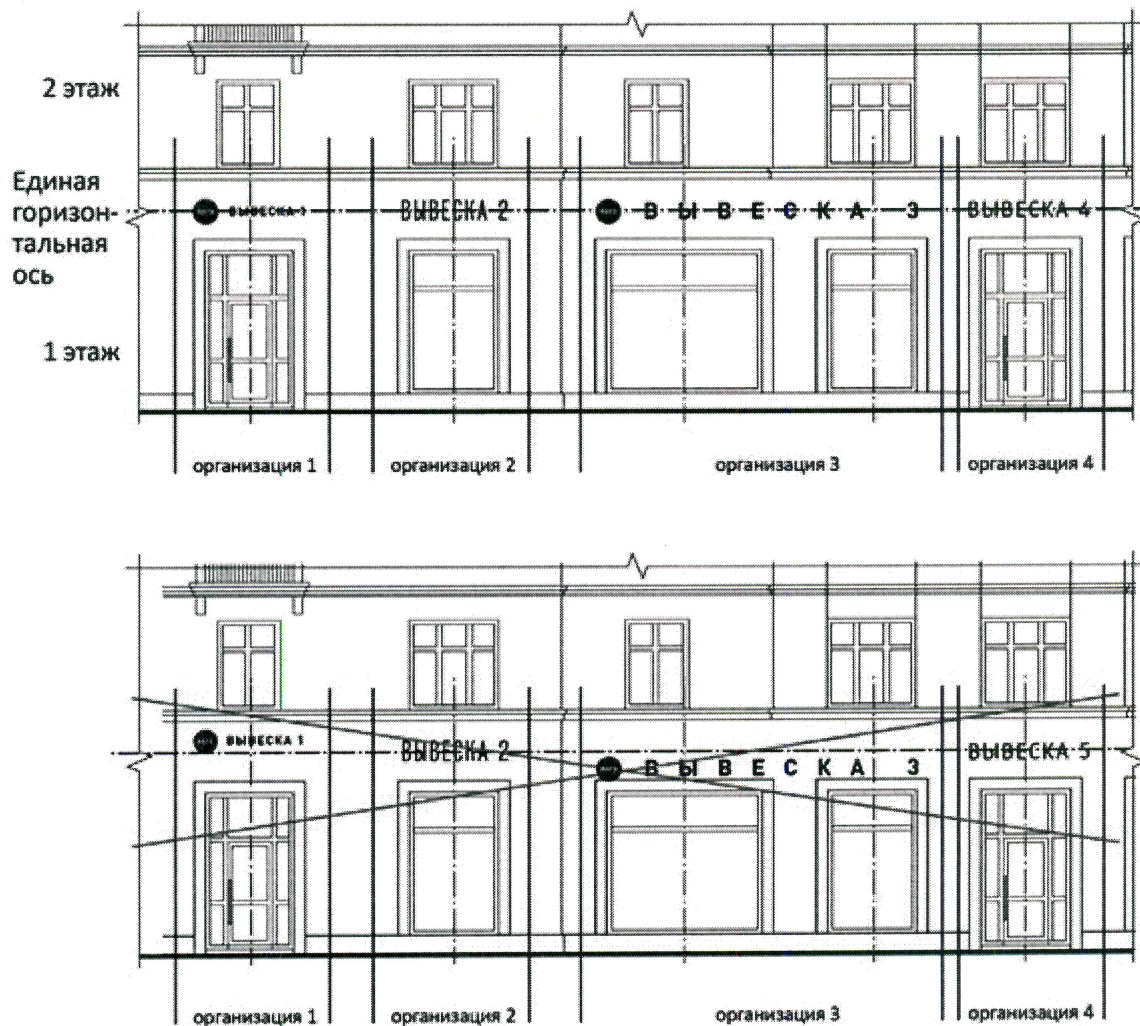 2 этаж
Единая
горизон-
тальная
ось
ВЫВЕСКА 1
ВЫВЕСКА 2
ВЫВЕСКА 3
ВЫВЕСКА 4
1 этаж
организация 1
организация 2
организация 3
организация 4
ВЫВЕСКА 1
ВЫВЕСКА 2
ВЫВЕСКА 3
ВЫВЕСКА 5
организация 1
организация 2
организация 3
организация 4